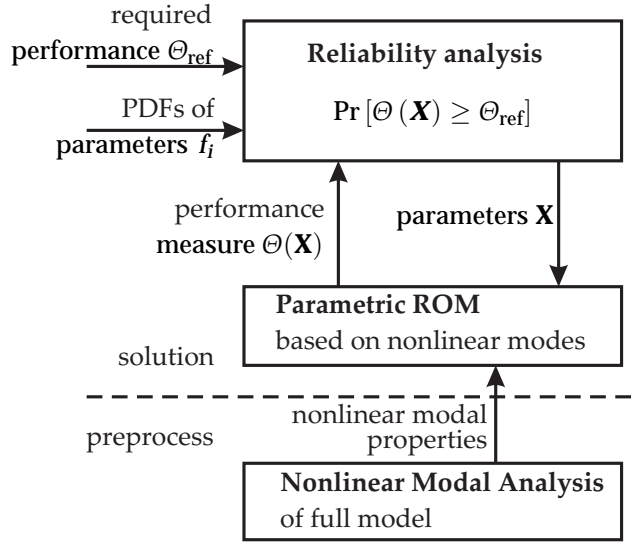 required
performance Θref
PDFs of
parameters fi
Reliability analysis
Pr [Θ (X) ≥ Θref]
performance
measure Θ(X)
parameters X
Parametric ROM
based on nonlinear modes
solution
preprocess
nonlinear modal
properties
Nonlinear Modal Analysis
of full model